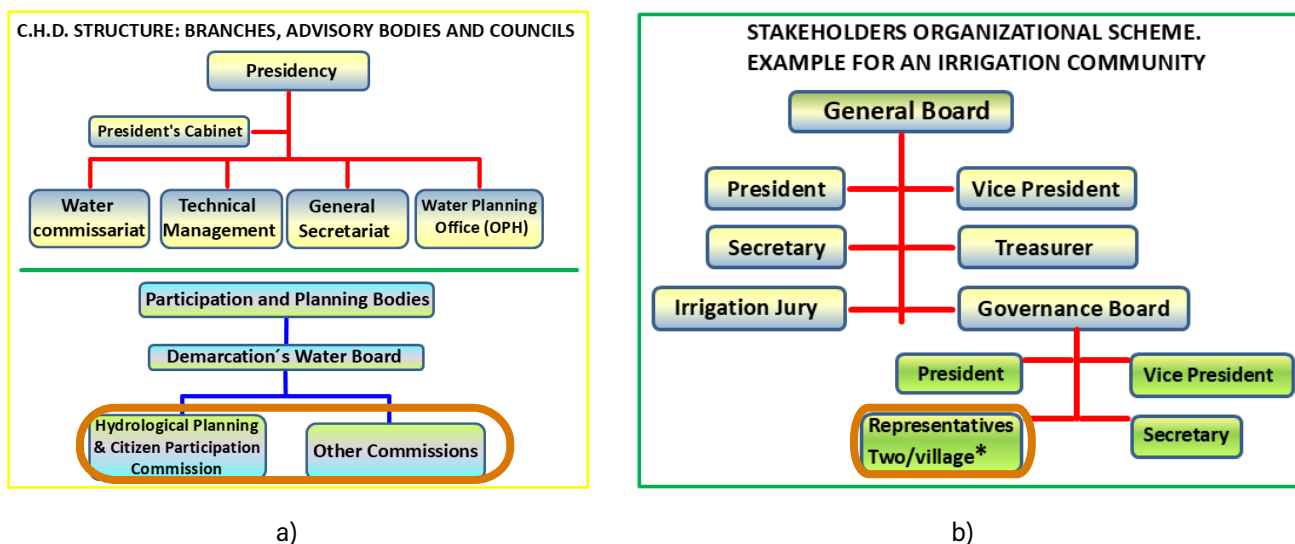 C.H.D. STRUCTURE: BRANCHES, ADVISORY BODIES AND COUNCILS
Presidency
President's Cabinet
Water
commissariat
Technical
Management
General
Secretariat
Water Planning
Office (OPH)
Participation and Planning Bodies
Demarcation´s Water Board
Hydrological Planning
& Citizen Participation
Commission
Other Commissions
a)
STAKEHOLDERS ORGANIZATIONAL SCHEME.
EXAMPLE FOR AN IRRIGATION COMMUNITY
General Board
President
Vice President
Secretary
Treasurer
Irrigation Jury
Governance Board
President
Vice President
Representatives
Two/village*
Secretary
b)